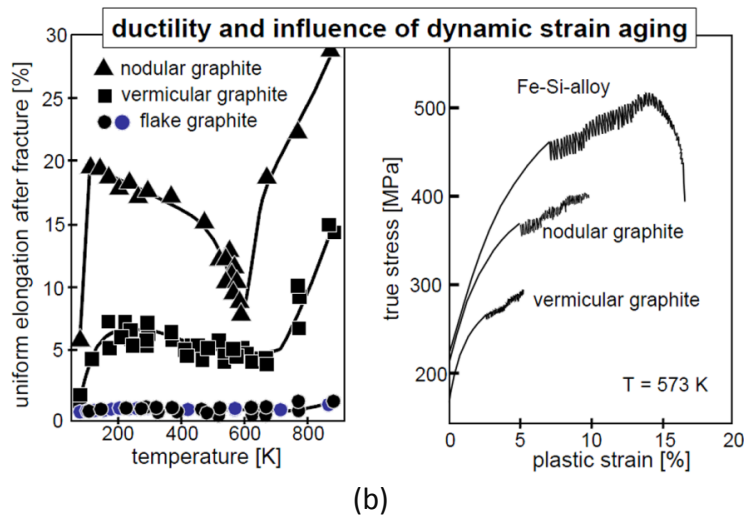 ductility and influence of dynamic strain aging
uniform elongation after fracture [%]
30
25
20
15
10
5
0
nodular graphite
vermicular graphite
flake graphite
200
400
600
800
temperature [K]
true stress [MPa]
500
400
300
200
Fe-Si-alloy
nodular graphite
vermicular graphite
T = 573 K
0
5
10
15
20
plastic strain [%]
(b)